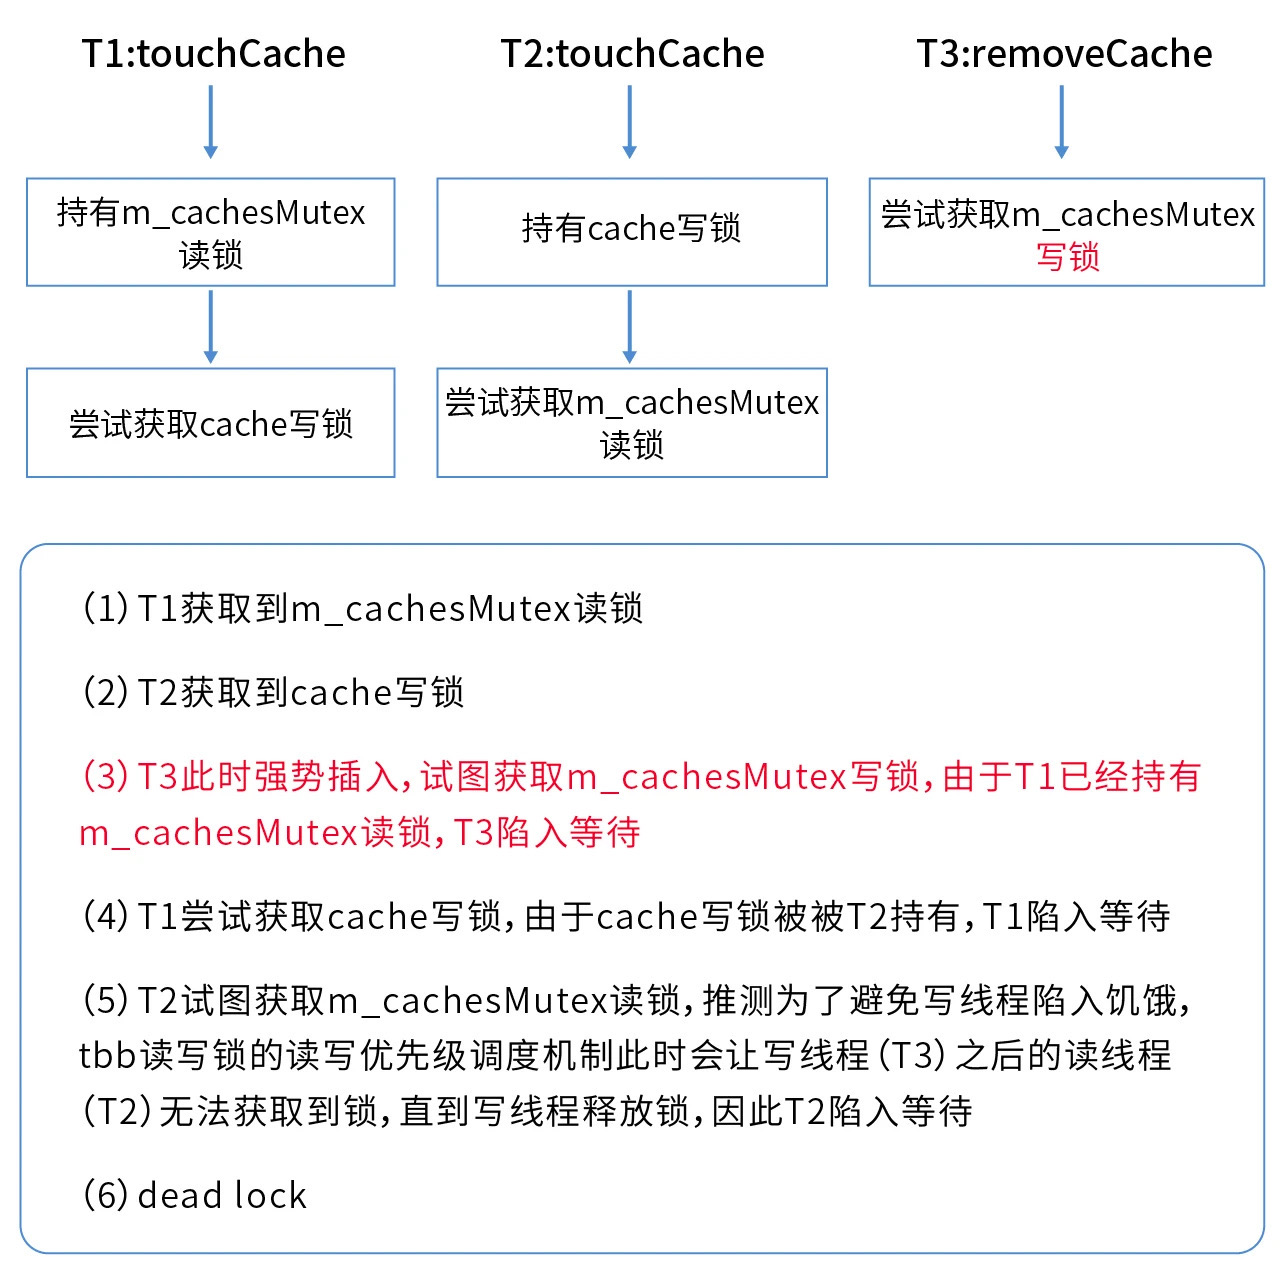 T1:touchCache
T2:touchCache
T3:removeCache
持有m_cachesMutex
读锁
持有cache写锁
尝试获取m_cachesMutex
写锁
尝试获取cache写锁
尝试获取m_cachesMutex
读锁
(1) T1获取到m_cachesMutex读锁
(2) T2获取到cache写锁
(3) T3此时强势插入，试图获取m_cachesMutex写锁，由于T1已经持有
m_cachesMutex读锁，T3陷入等待
(4) T1尝试获取cache写锁，由于cache写锁被被T2持有，T1陷入等待
(5) T2试图获取m_cachesMutex读锁，推测为了避免写线程陷入饥饿，
tbb读写锁的读写优先级调度机制此时会让写线程 (T3) 之后的读线程
(T2) 无法获取到锁，直到写线程释放锁，因此T2陷入等待
(6) dead lock